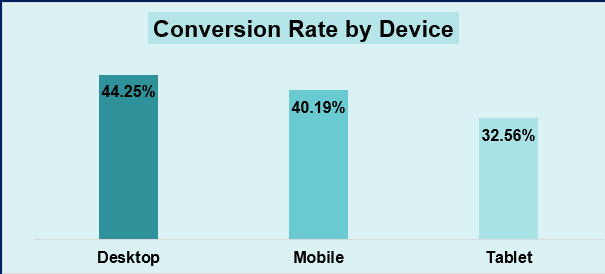 Conversion Rate by Device
44.25%
40.19%
32.56%
Desktop
Mobile
Tablet